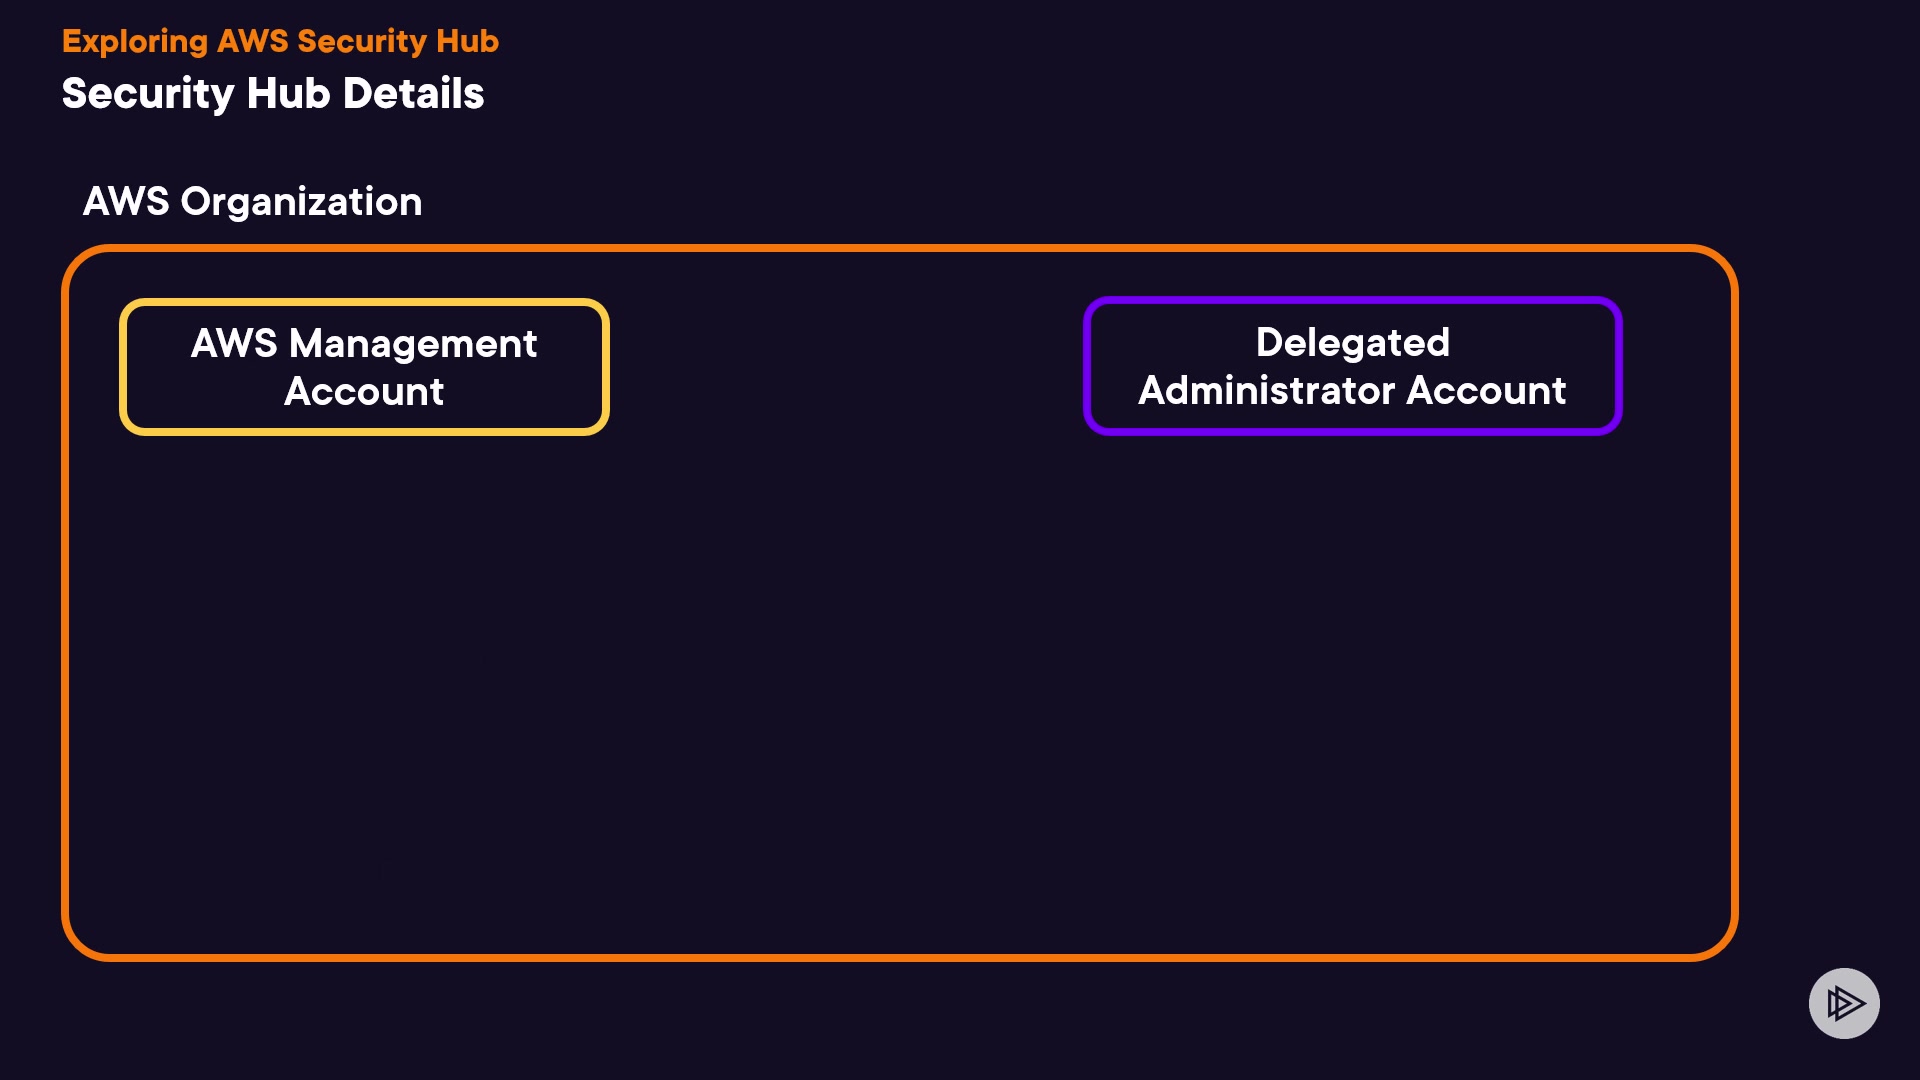 Exploring AWS Security Hub
Security Hub Details
AWS Organization
AWS Management
Account
Delegated
Administrator Account